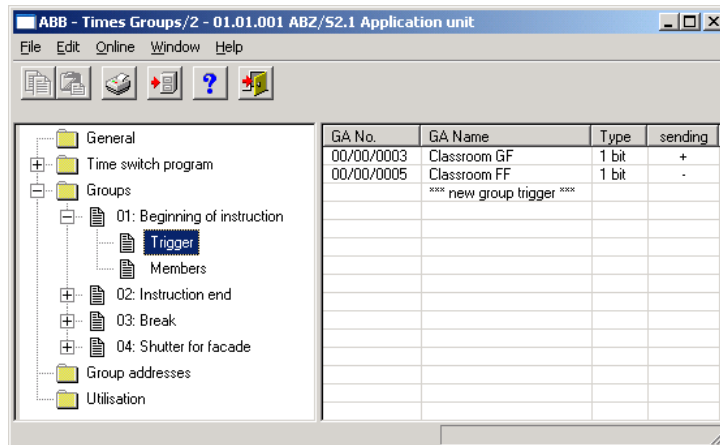 ABB - Times Groups/2 - 01.01.001 ABZ/S2.1 Application unit
File Edit Online Window Help
?
General
Time switch program
Groups
01: Beginning of instruction
Trigger
Members
02: Instruction end
03: Break
04: Shutter for facade
Group addresses
Utilisation
GA No. GA Name Type sending
00/00/0003 Classroom GF 1 bit +
00/00/0005 Classroom FF 1 bit -
*** new group trigger ***